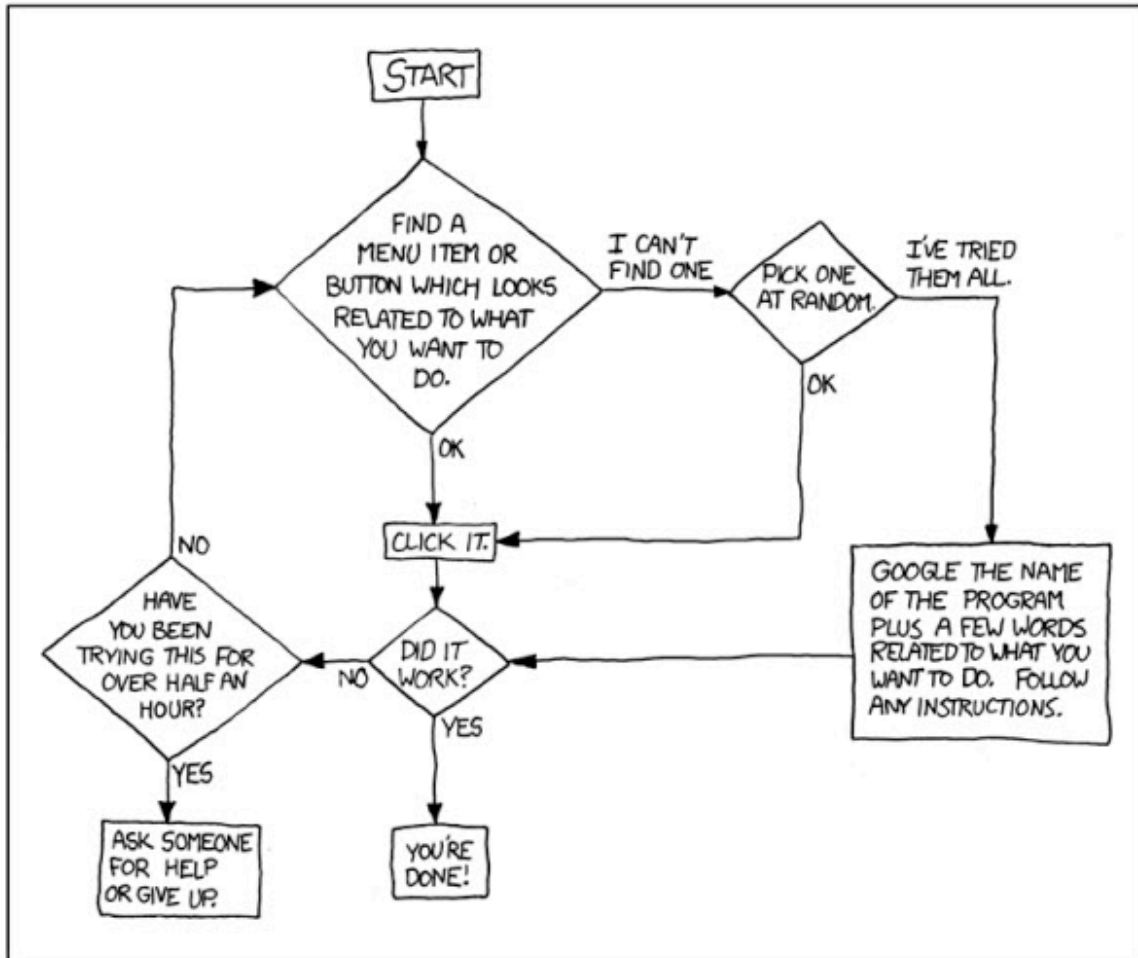 START
FIND A
MENU ITEM OR
BUTTON WHICH LOOKS
RELATED TO WHAT
YOU WANT TO
DO.
I CAN'T
FIND ONE
PICK ONE
AT RANDOM.
I'VE TRIED
THEM ALL.
OK
OK
CLICK IT.
NO
HAVE
YOU BEEN
TRYING THIS FOR
OVER HALF AN
HOUR?
NO
DID IT
WORK?
GOOGLE THE NAME
OF THE PROGRAM
PLUS A FEW WORDS
RELATED TO WHAT YOU
WANT TO DO. FOLLOW
ANY INSTRUCTIONS.
YES
YES
ASK SOMEONE
FOR HELP
OR GIVE UP.
YOU'RE
DONE!